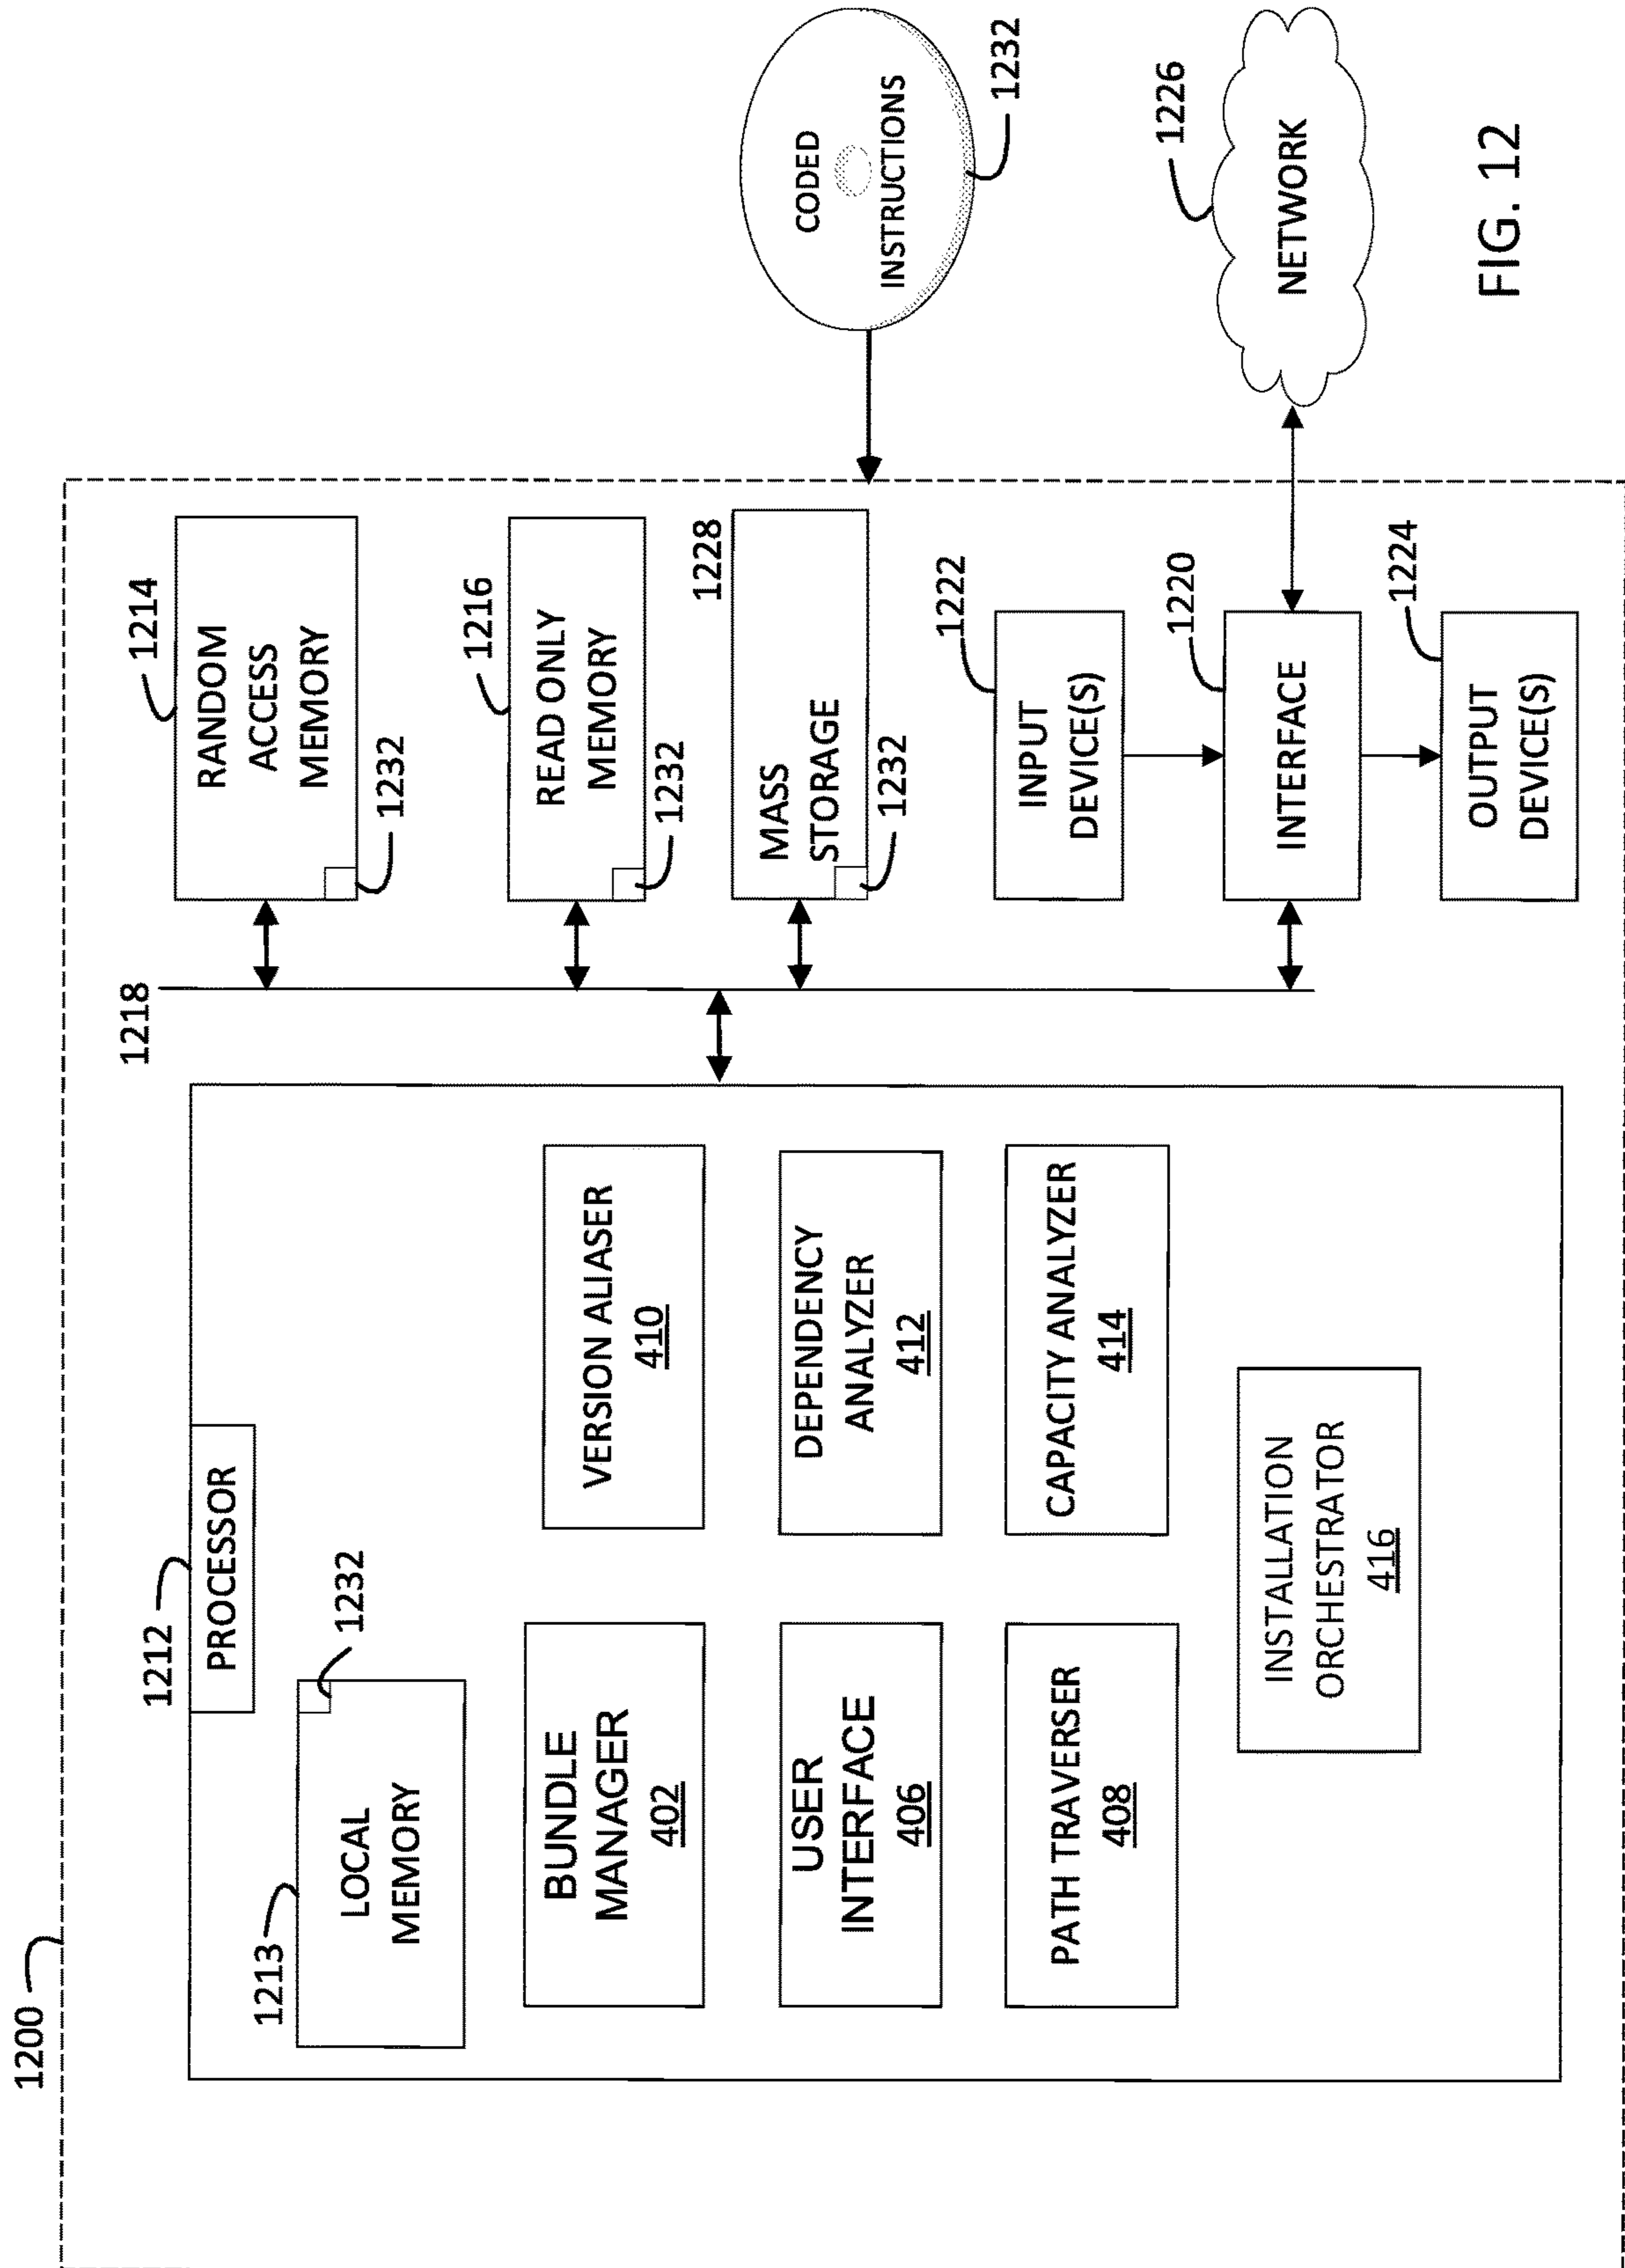 1200
1212
PROCESSOR
1213
LOCAL
MEMORY
1232
BUNDLE
MANAGER
402
VERSION ALIASER
410
USER
INTERFACE
406
DEPENDENCY
ANALYZER
412
PATH TRAVERSER
408
CAPACITY ANALYZER
414
INSTALLATION
ORCHESTRATOR
416
1218
1214
RANDOM
ACCESS
MEMORY
1232
1216
READ ONLY
MEMORY
1232
1228
MASS
STORAGE
1232
1222
INPUT
DEVICE(S)
1220
INTERFACE
1224
OUTPUT
DEVICE(S)
CODED
INSTRUCTIONS
1232
1226
NETWORK
FIG. 12